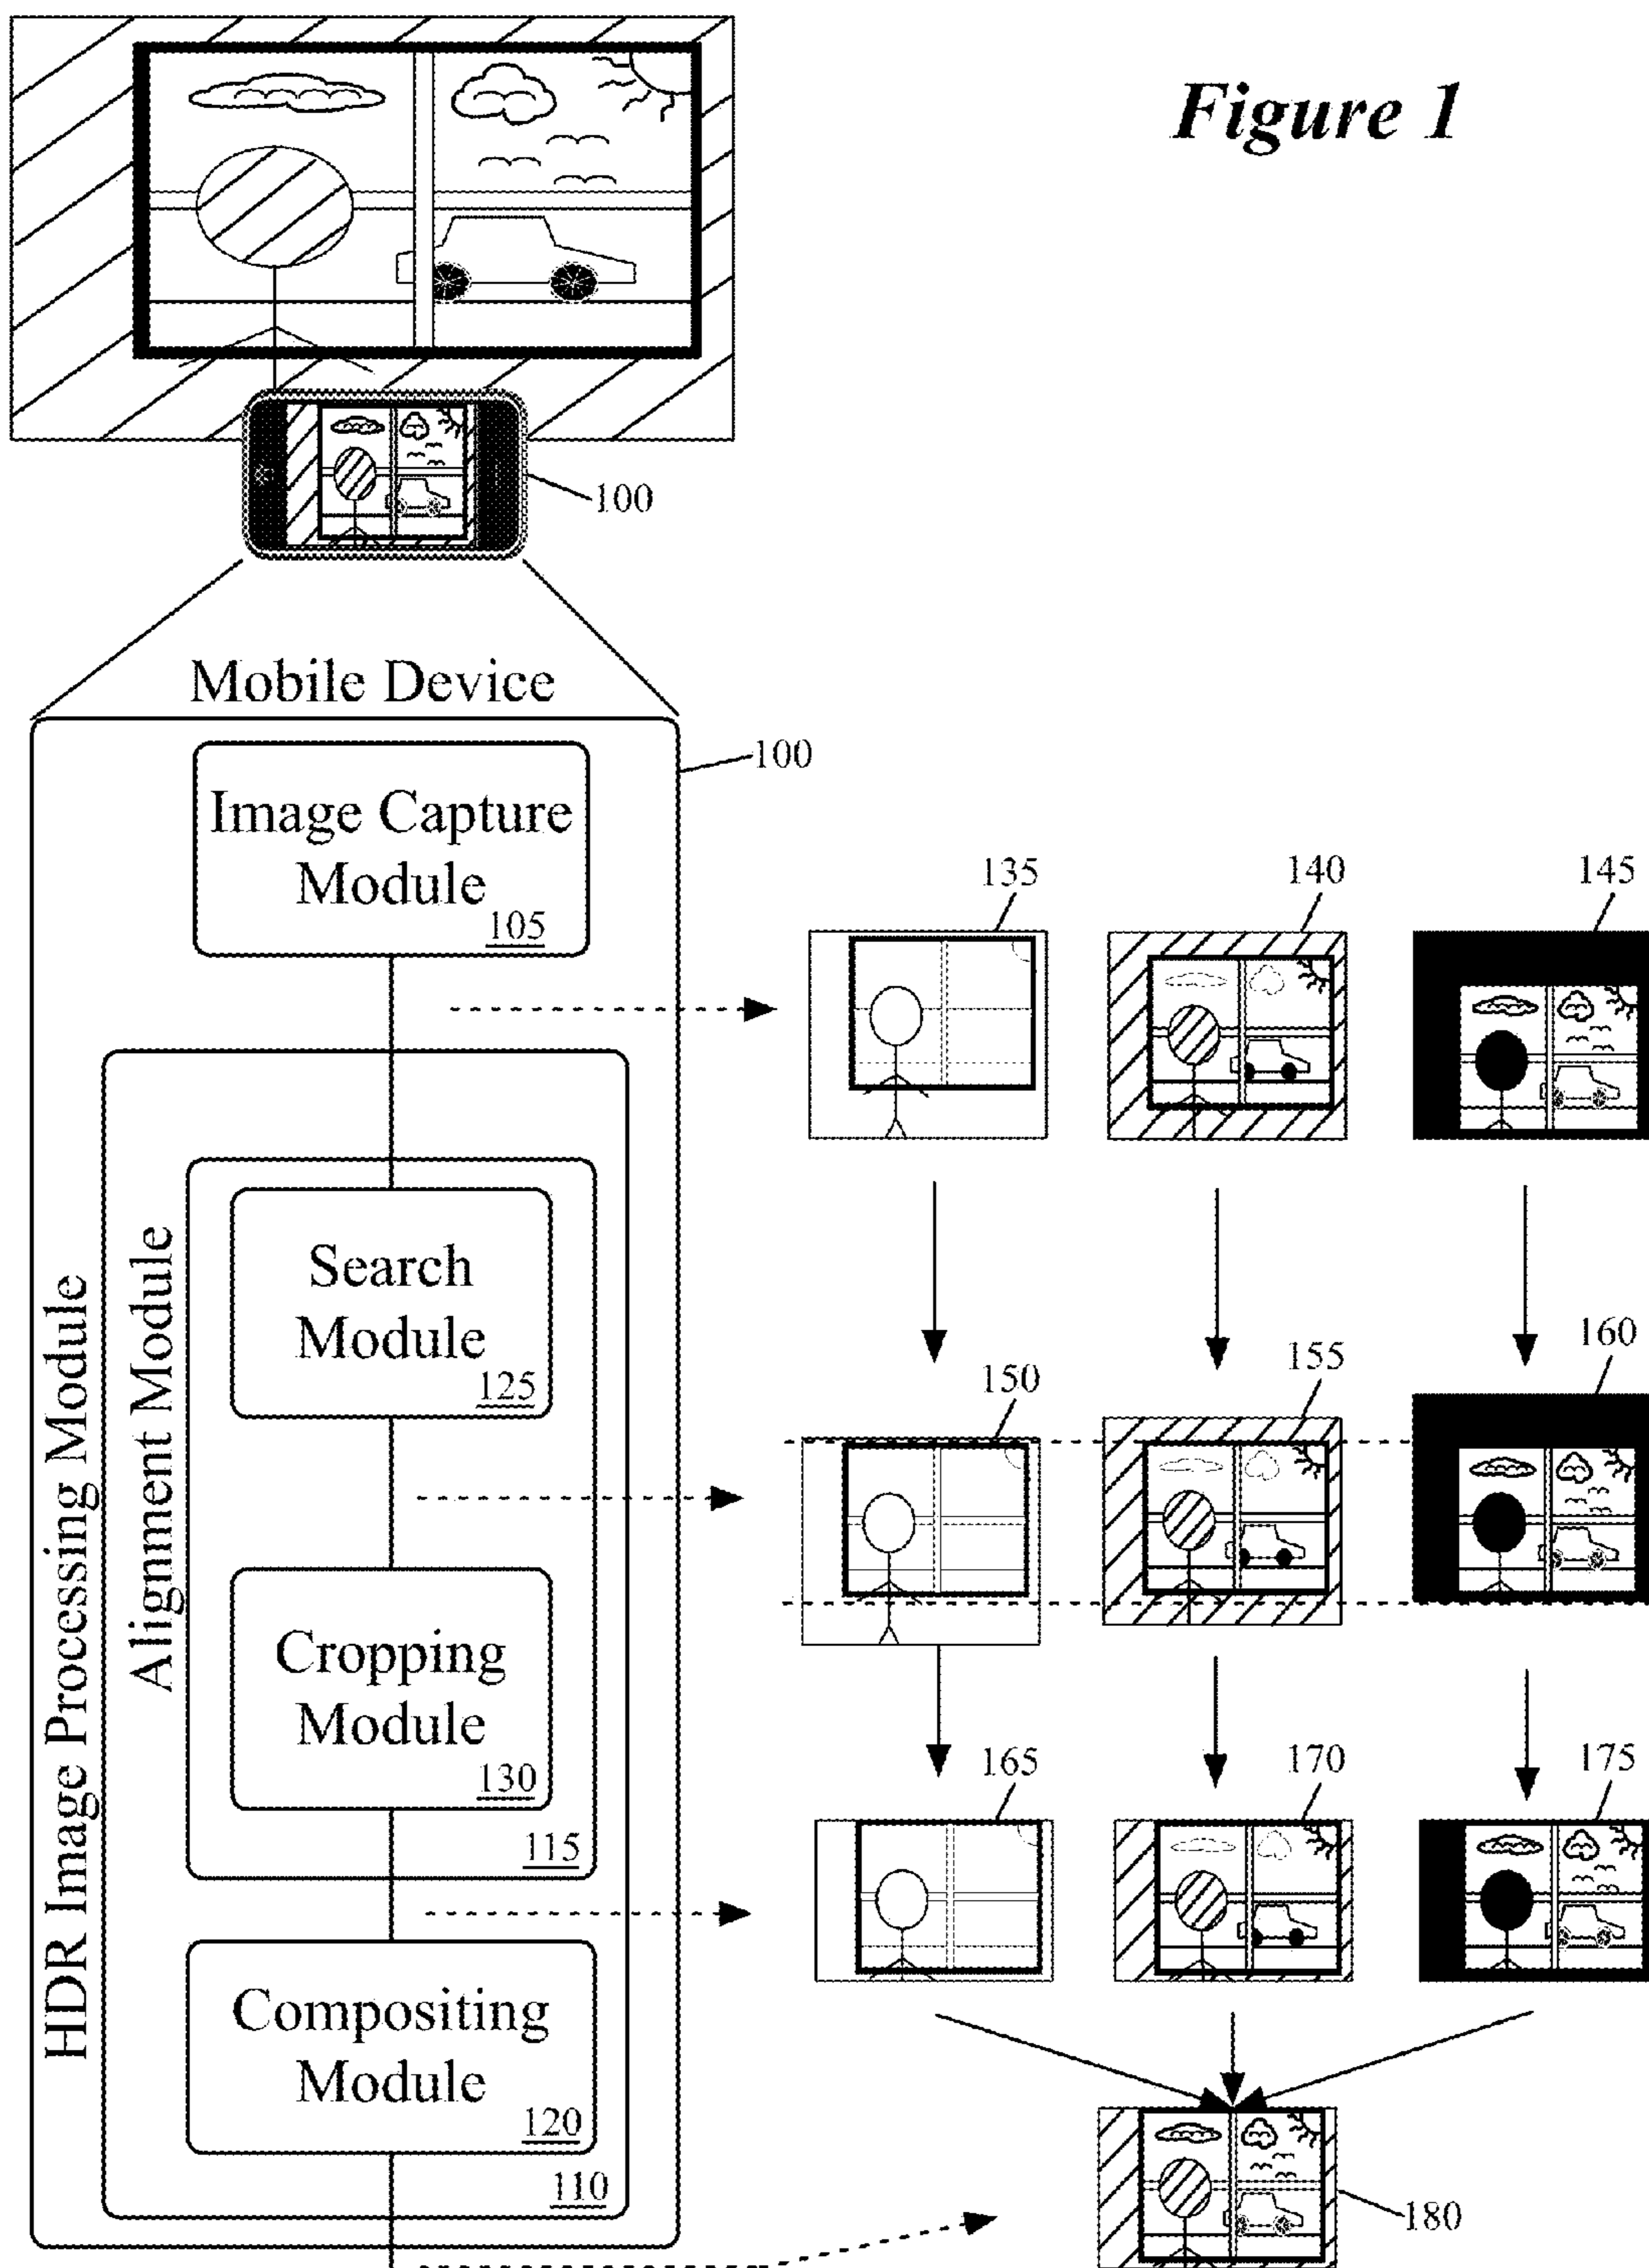 Figure 1
100
Mobile Device
100
Image Capture
Module
105
135
140
145
HDR Image Processing Module
Alignment Module
Search
Module
125
150
155
160
Cropping
Module
130
115
165
170
175
Compositing
Module
120
110
180